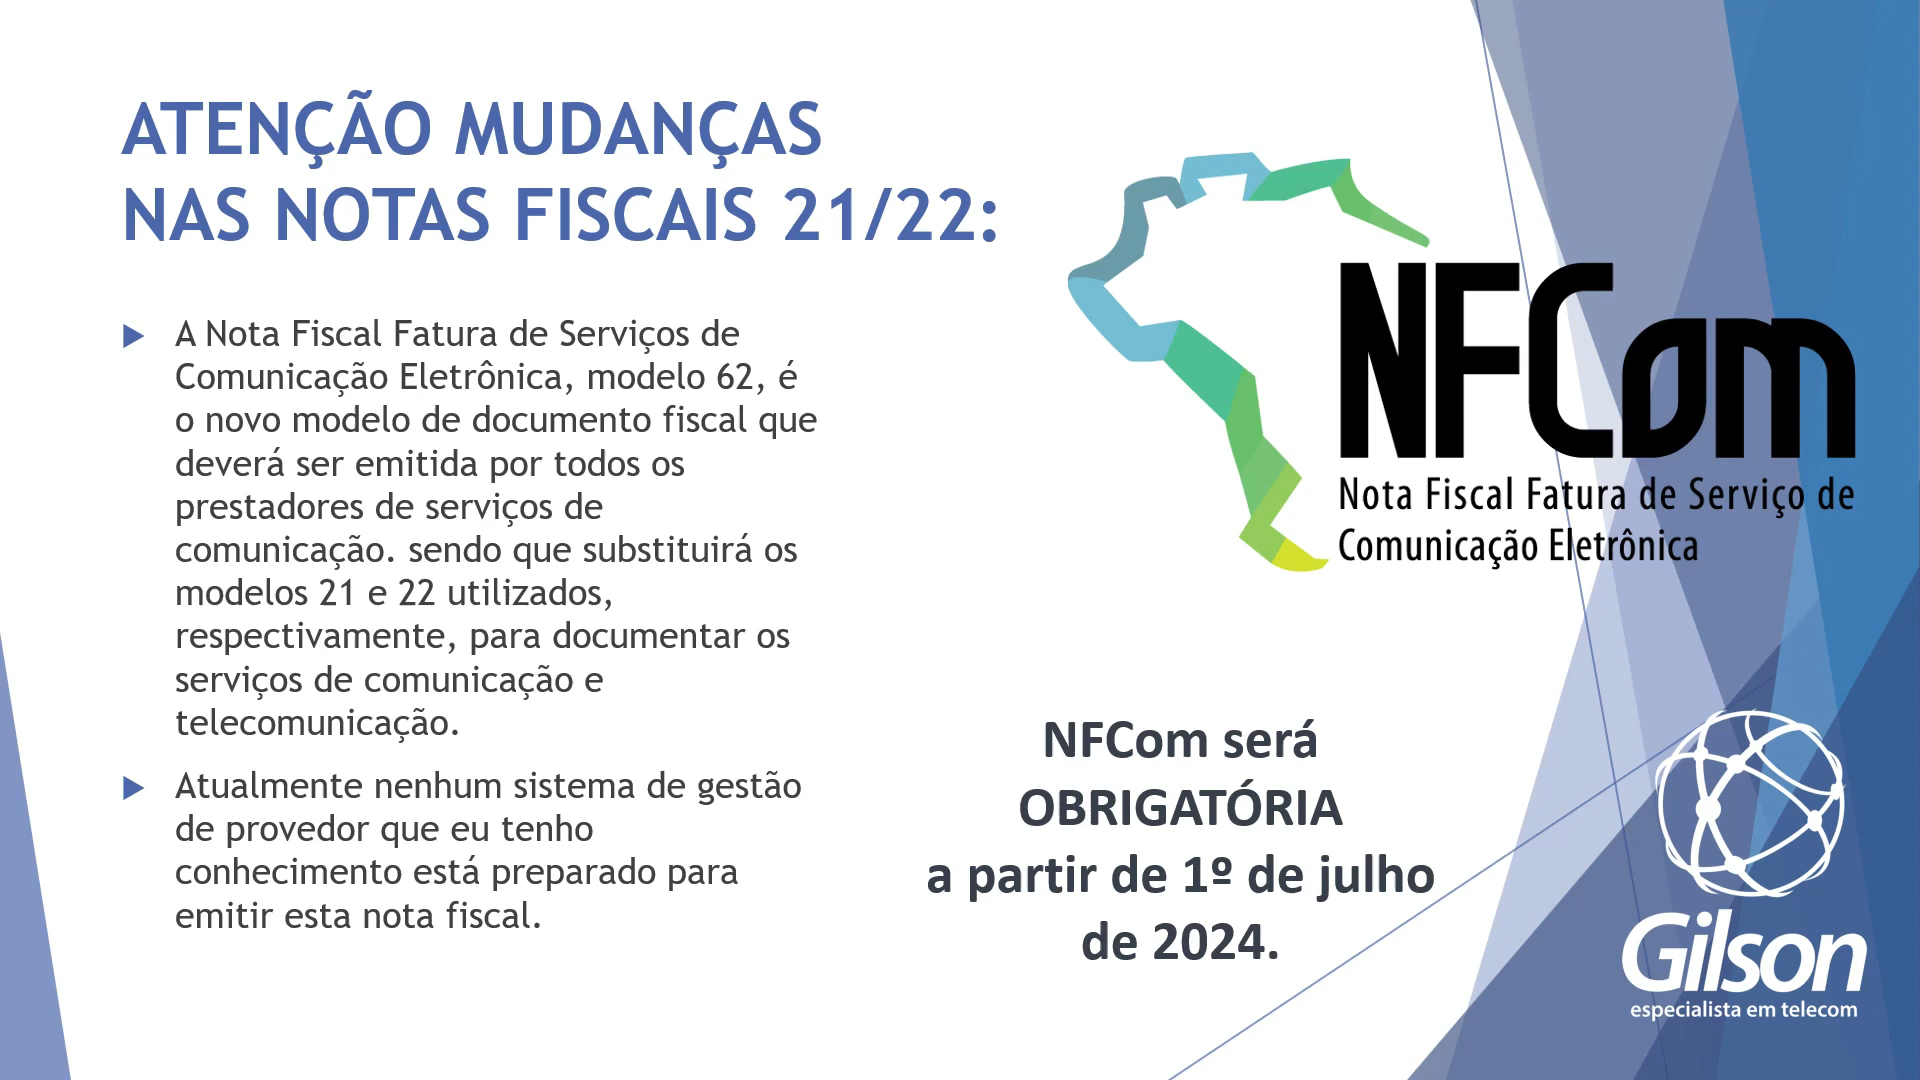 ATENÇÃO MUDANÇAS
NAS NOTAS FISCAIS 21/22:
A Nota Fiscal Fatura de Serviços de
Comunicação Eletrônica, modelo 62, é
o novo modelo de documento fiscal que
deverá ser emitida por todos os
prestadores de serviços de
comunicação. sendo que substituirá os
modelos 21 e 22 utilizados,
respectivamente, para documentar os
serviços de comunicação e
telecomunicação.
Atualmente nenhum sistema de gestão
de provedor que eu tenho
conhecimento está preparado para
emitir esta nota fiscal.
NFCom
Nota Fiscal Fatura de Serviço de
Comunicação Eletrônica
NFCom será
OBRIGATÓRIA
a partir de 1º de julho
de 2024.
Gilson
especialista em telecom